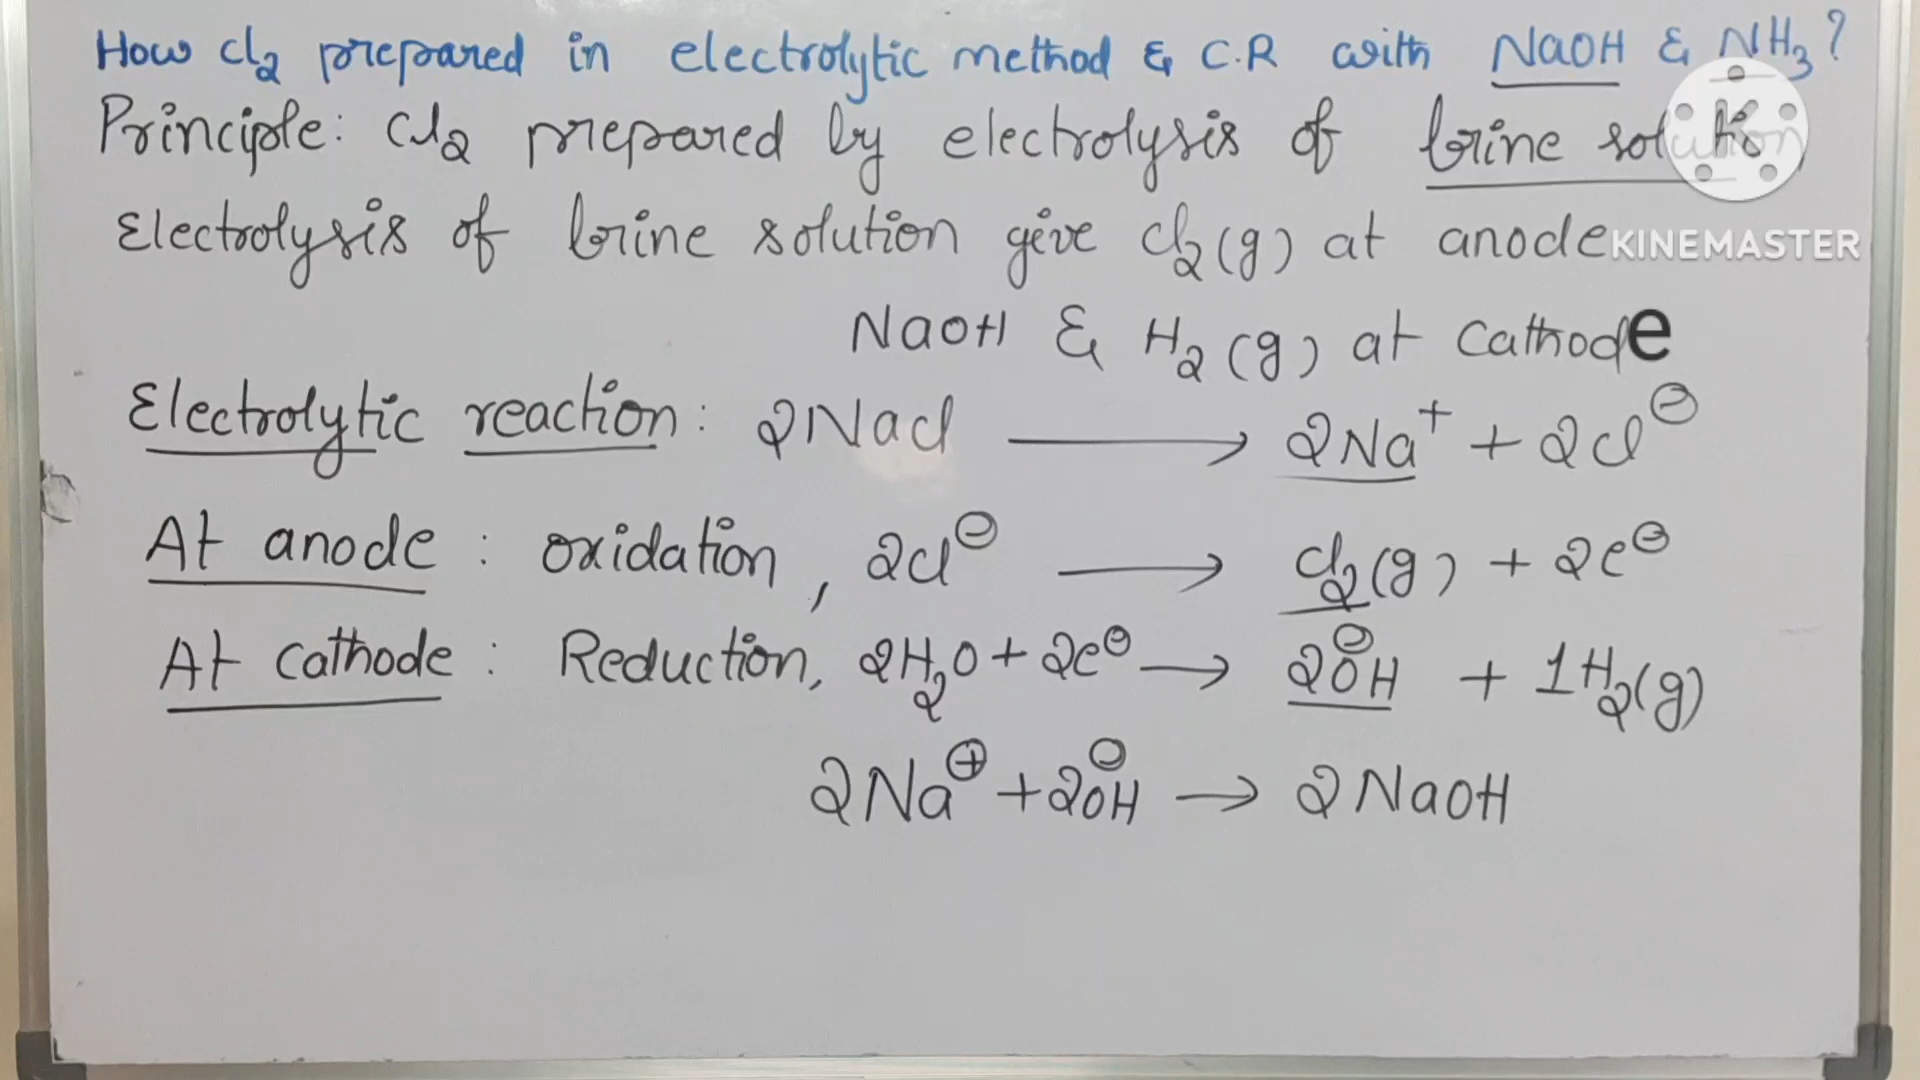 How Cl2 prepared in electrolytic method & C.R with NaOH & NH3?
Principle: Cl2 prepared by electrolysis of brine solution,
Electrolysis of brine solution give Cl2(g) at anode
KINEMASTER
NaOH & H2(g) at cathode
Electrolytic reaction: 2NaCl ⟶ 2Na⁺ + 2Cl⊖
At anode : oxidation, 2Cl⊖ ⟶ Cl2(g) + 2e⊖
At cathode : Reduction, 2H2O + 2e⊖ ⟶ 2O⊖H + 1H2(g)
2Na⊕ + 2O⊖H → 2NaOH